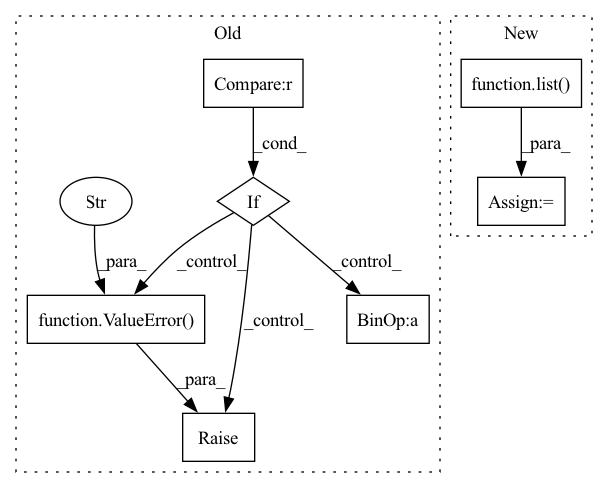 Old
New
Compare:r
function.list()
_cond_
_para_
Str
If
Assign:=
_para_
_control_
_control_
function.ValueError()
_control_
BinOp:a
_para_
Raise